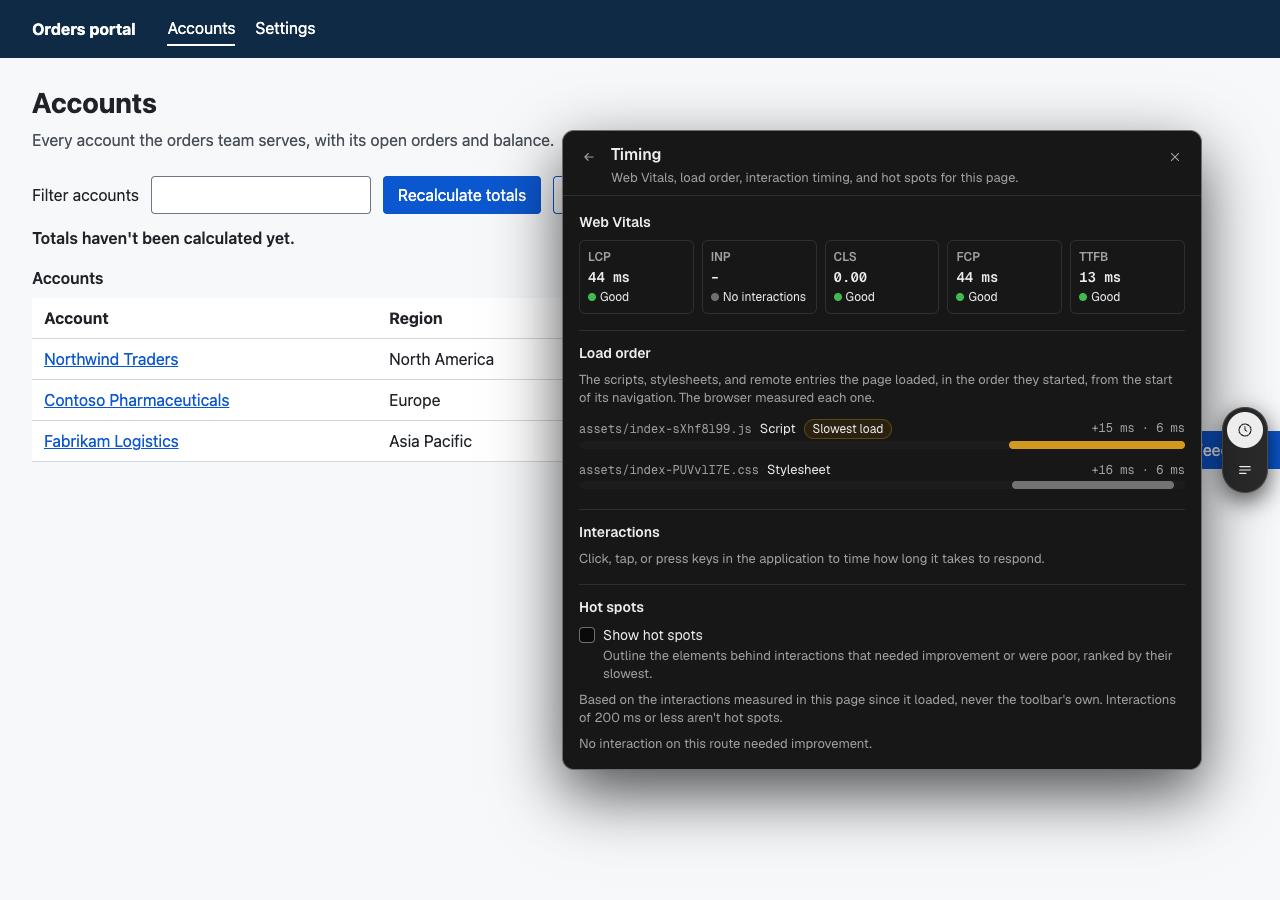 Orders portal
Accounts
Settings
Accounts
Every account the orders team serves, with its open orders and balance.
Filter accounts
Recalculate totals
Totals haven't been calculated yet.
Accounts
Account
Region
Northwind Traders
North America
Contoso Pharmaceuticals
Europe
Fabrikam Logistics
Asia Pacific
Timing
Web Vitals, load order, interaction timing, and hot spots for this page.
Web Vitals
LCP
44 ms
Good
INP
–
No interactions
CLS
0.00
Good
FCP
44 ms
Good
TTFB
13 ms
Good
Load order
The scripts, stylesheets, and remote entries the page loaded, in the order they started, from the start
of its navigation. The browser measured each one.
assets/index-sXhf8l99.js Script Slowest load +15 ms · 6 ms
assets/index-PUVvlI7E.css Stylesheet +16 ms · 6 ms
Interactions
Click, tap, or press keys in the application to time how long it takes to respond.
Hot spots
Show hot spots
Outline the elements behind interactions that needed improvement or were poor, ranked by their
slowest.
Based on the interactions measured in this page since it loaded, never the toolbar's own. Interactions
of 200 ms or less aren't hot spots.
No interaction on this route needed improvement.